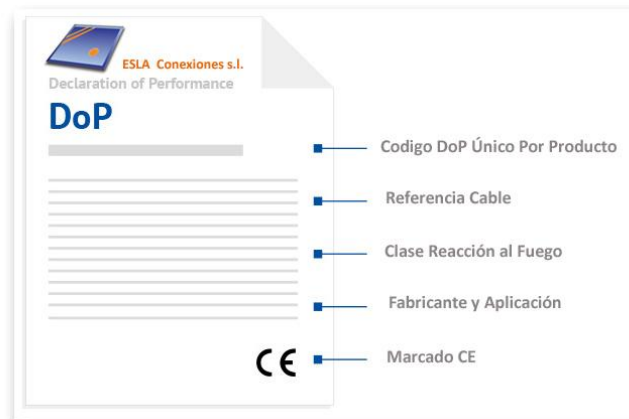 ESLA Conexiones s.l.
Declaration of Performance
DoP
Codigo DoP Único Por Producto
Referencia Cable
Clase Reacción al Fuego
Fabricante y Aplicación
Marcado CE
CE